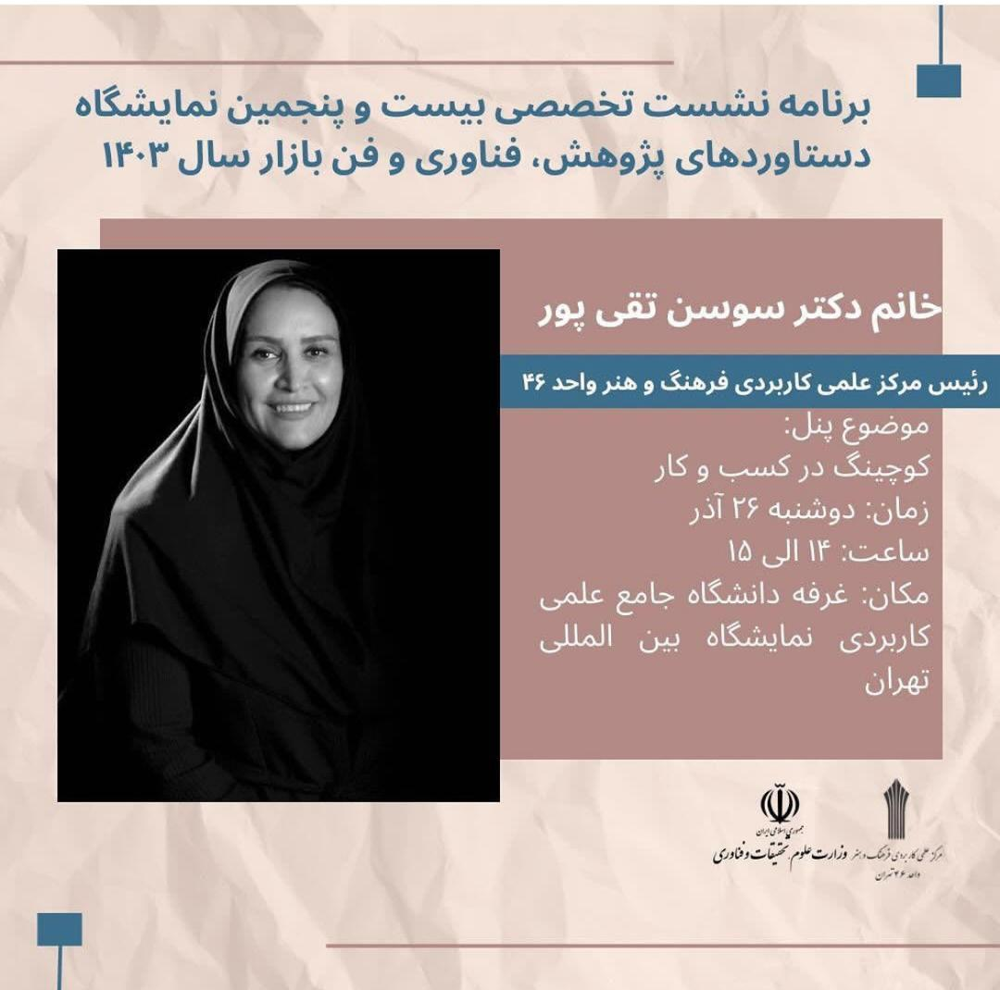 برنامه نشست تخصصی بیست و پنجمین نمایشگاه
دستاوردهای پژوهش، فناوری و فن بازار سال ۱۴۰۳
خانم دکتر سوسن تقی پور
رئیس مرکز علمی کاربردی فرهنگ و هنر واحد ۴۶
موضوع پنل:
کوچینگ در کسب و کار
زمان: دوشنبه ۲۶ آذر
ساعت: ۱۴ الی ۱۵
مکان: غرفه دانشگاه جامع علمی
کاربردی نمایشگاه بین المللی
تهران
جمهوری اسلامی ایران
وزارت علوم، تحقیقات و فناوری
مرکز علمی کاربردی فرهنگ و هنر
واحد ۴۶ تهران